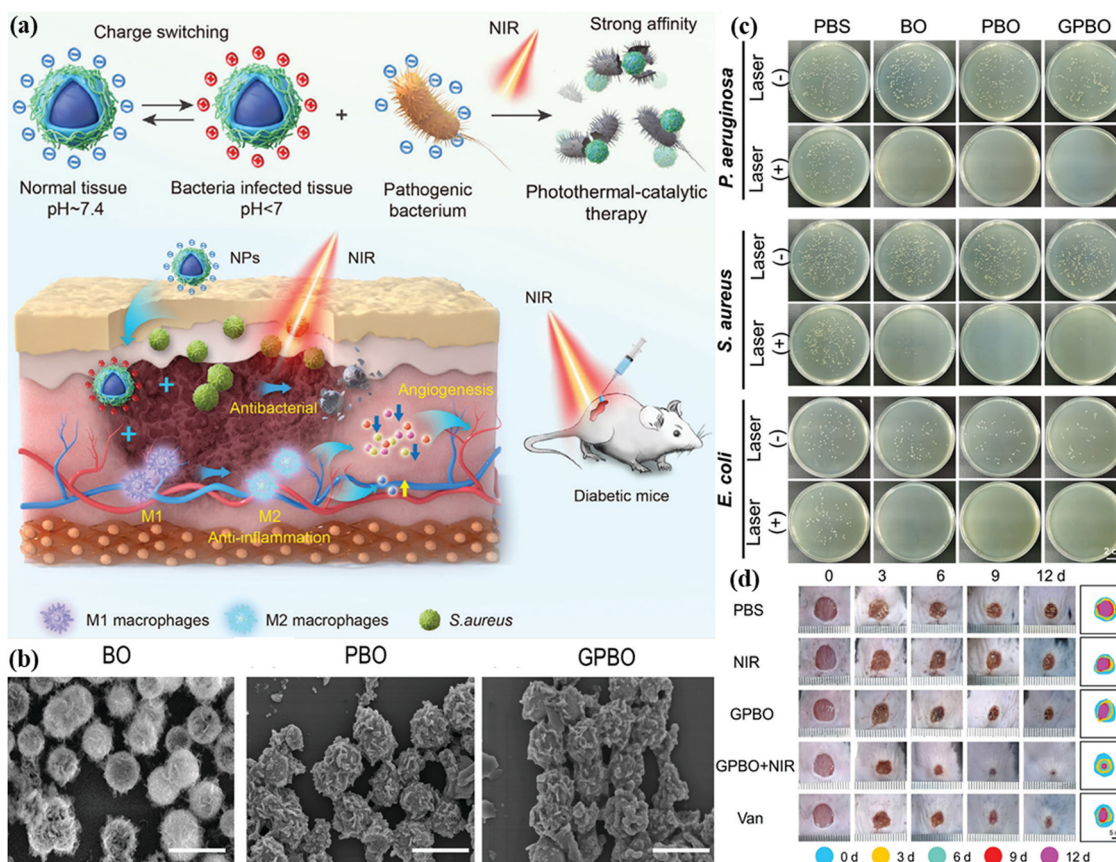 (a)
Charge switching
NIR
Strong affinity
+
Normal tissue
pH~7.4
Bacteria infected tissue
pH<7
Pathogenic
bacterium
Photothermal-catalytic
therapy
NPs
NIR
+
Antibacterial
Angiogenesis
+
M1
M2
Anti-inflammation
NIR
Diabetic mice
M1 macrophages
M2 macrophages
S.aureus
(b)
BO
PBO
GPBO
(c)
PBS
BO
PBO
GPBO
P. aeruginosa
Laser (-)
Laser (+)
S. aureus
Laser (-)
Laser (+)
E. coli
Laser (-)
Laser (+)
(d)
0
3
6
9
12 d
PBS
NIR
GPBO
GPBO+NIR
Van
0 d
3 d
6 d
9 d
12 d